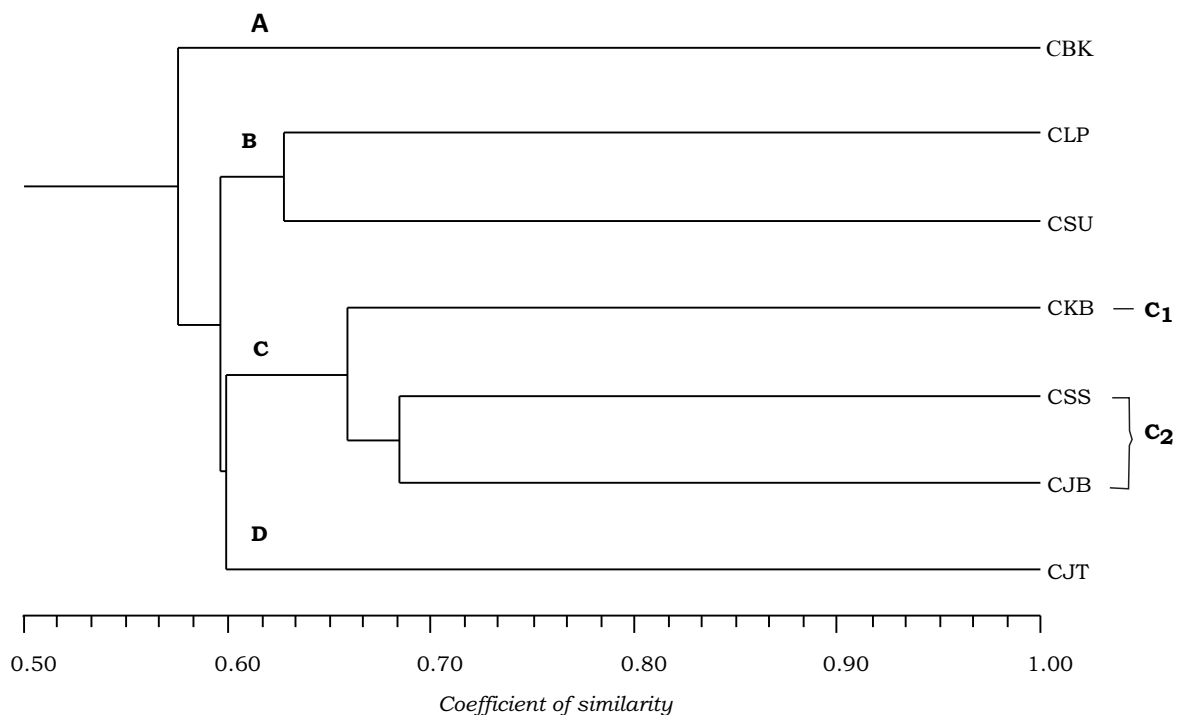 A
CBK
CLP
B
CSU
CKB
C1
C
CSS
C2
CJB
D
CJT
0.50 0.60 0.70 0.80 0.90 1.00
Coefficient of similarity